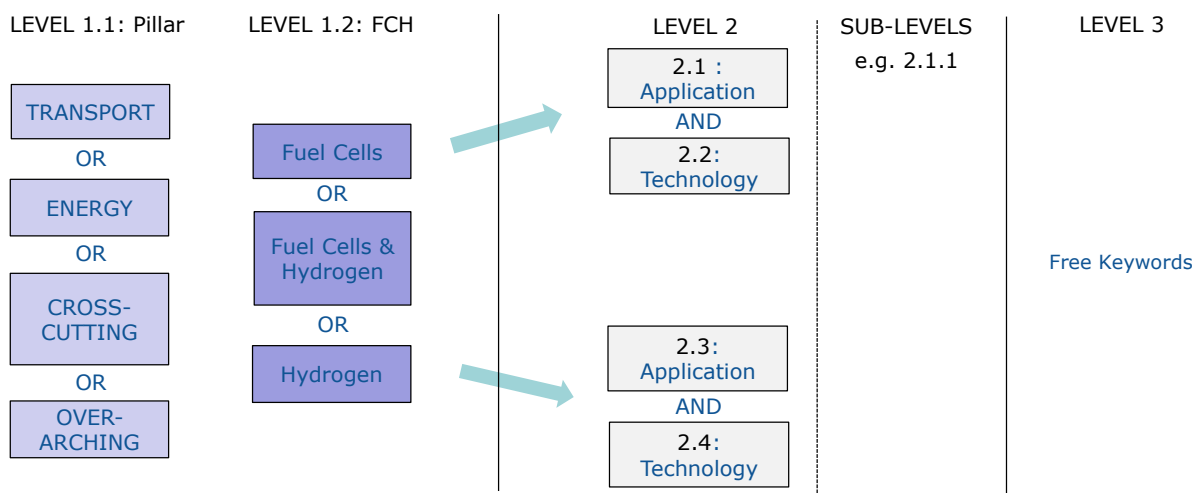 LEVEL 1.1: Pillar
TRANSPORT
OR
ENERGY
OR
CROSS-
CUTTING
OR
OVER-
ARCHING
LEVEL 1.2: FCH
Fuel Cells
OR
Fuel Cells &
Hydrogen
OR
Hydrogen
LEVEL 2
2.1 :
Application
AND
2.2:
Technology
2.3:
Application
AND
2.4:
Technology
SUB-LEVELS
e.g. 2.1.1
LEVEL 3
Free Keywords